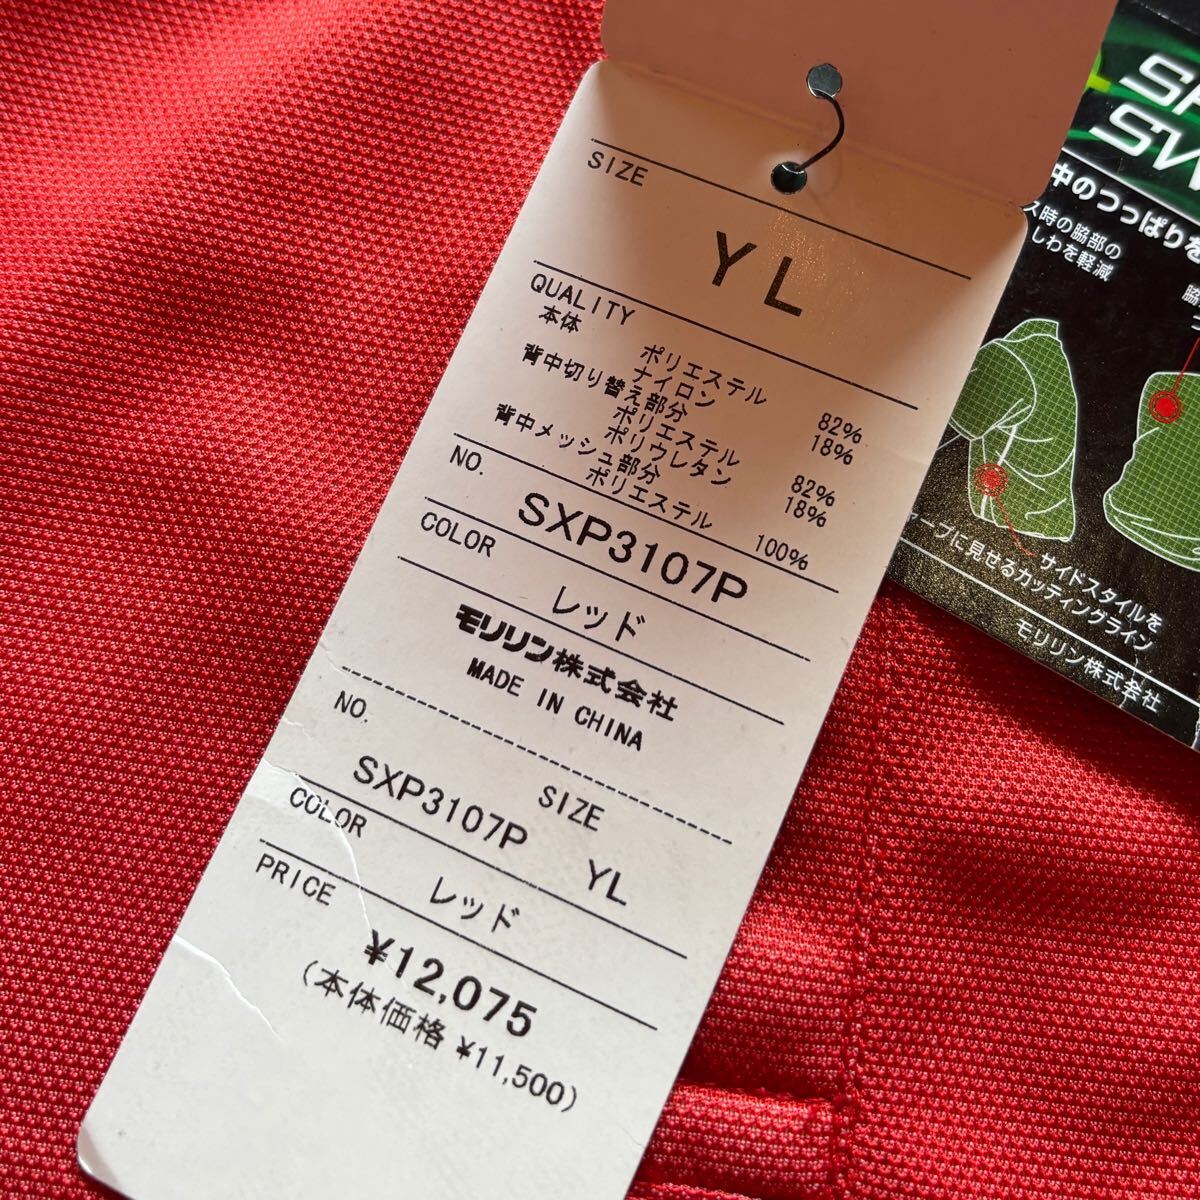 SIZE
YL
QUALITY
本体
ポリエステル 82%
ナイロン 18%
背中切り替え部分
ポリエステル 82%
ポリウレタン 18%
背中メッシュ部分
ポリエステル 100%
NO.
SXP3107P
COLOR
レッド
モリリン株式会社
MADE IN CHINA
NO. SIZE
SXP3107P YL
COLOR
レッド
PRICE
¥12,075
(本体価格 ¥11,500)
中のつっぱりを
ス時の脇部の
しわを軽減
脇
サイドスタイルを
ャープに見せるカッティングライン
モリリン株式会社